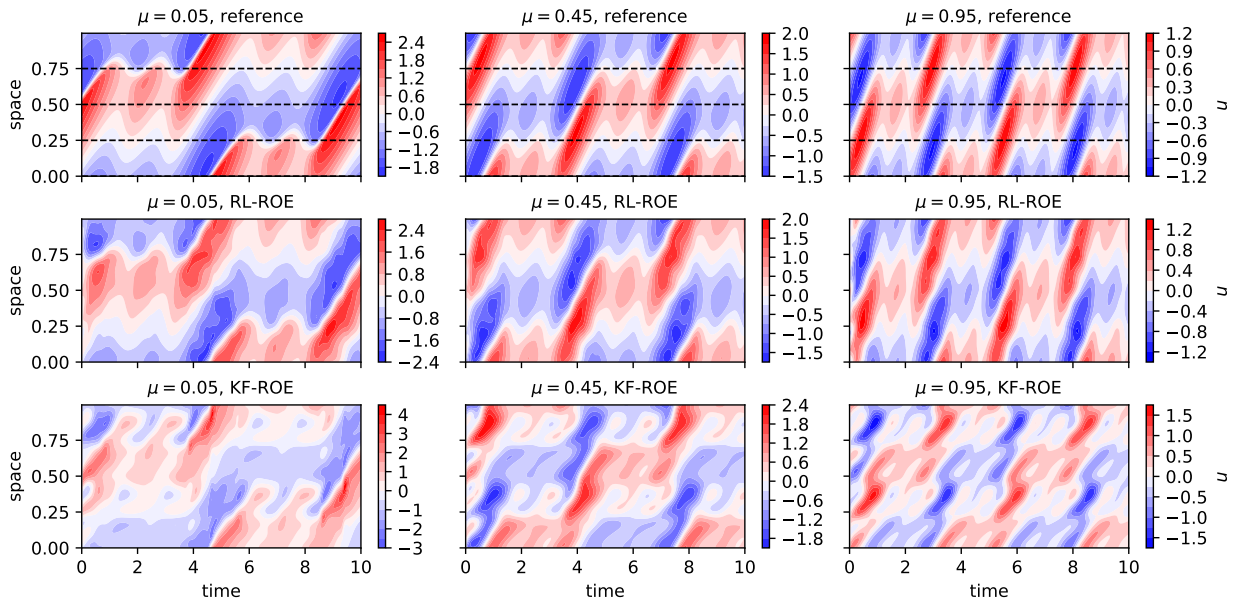 μ = 0.05, reference μ = 0.45, reference μ = 0.95, reference
space 0.75 0.50 0.25 0.00
2.4 1.8 1.2 0.6 0.0 −0.6 −1.2 −1.8
2.0 1.5 1.0 0.5 0.0 −0.5 −1.0 −1.5
1.2 0.9 0.6 0.3 0.0 −0.3 −0.6 −0.9 −1.2 u
μ = 0.05, RL-ROE μ = 0.45, RL-ROE μ = 0.95, RL-ROE
space 0.75 0.50 0.25 0.00
2.4 1.6 0.8 0.0 −0.8 −1.6 −2.4
2.0 1.5 1.0 0.5 0.0 −0.5 −1.0 −1.5
1.2 0.8 0.4 0.0 −0.4 −0.8 −1.2 u
μ = 0.05, KF-ROE μ = 0.45, KF-ROE μ = 0.95, KF-ROE
space 0.75 0.50 0.25 0.00
4 3 2 1 0 −1 −2 −3
2.4 1.8 1.2 0.6 0.0 −0.6 −1.2 −1.8
1.5 1.0 0.5 0.0 −0.5 −1.0 −1.5 u
0 2 4 6 8 10 0 2 4 6 8 10 0 2 4 6 8 10
time time time